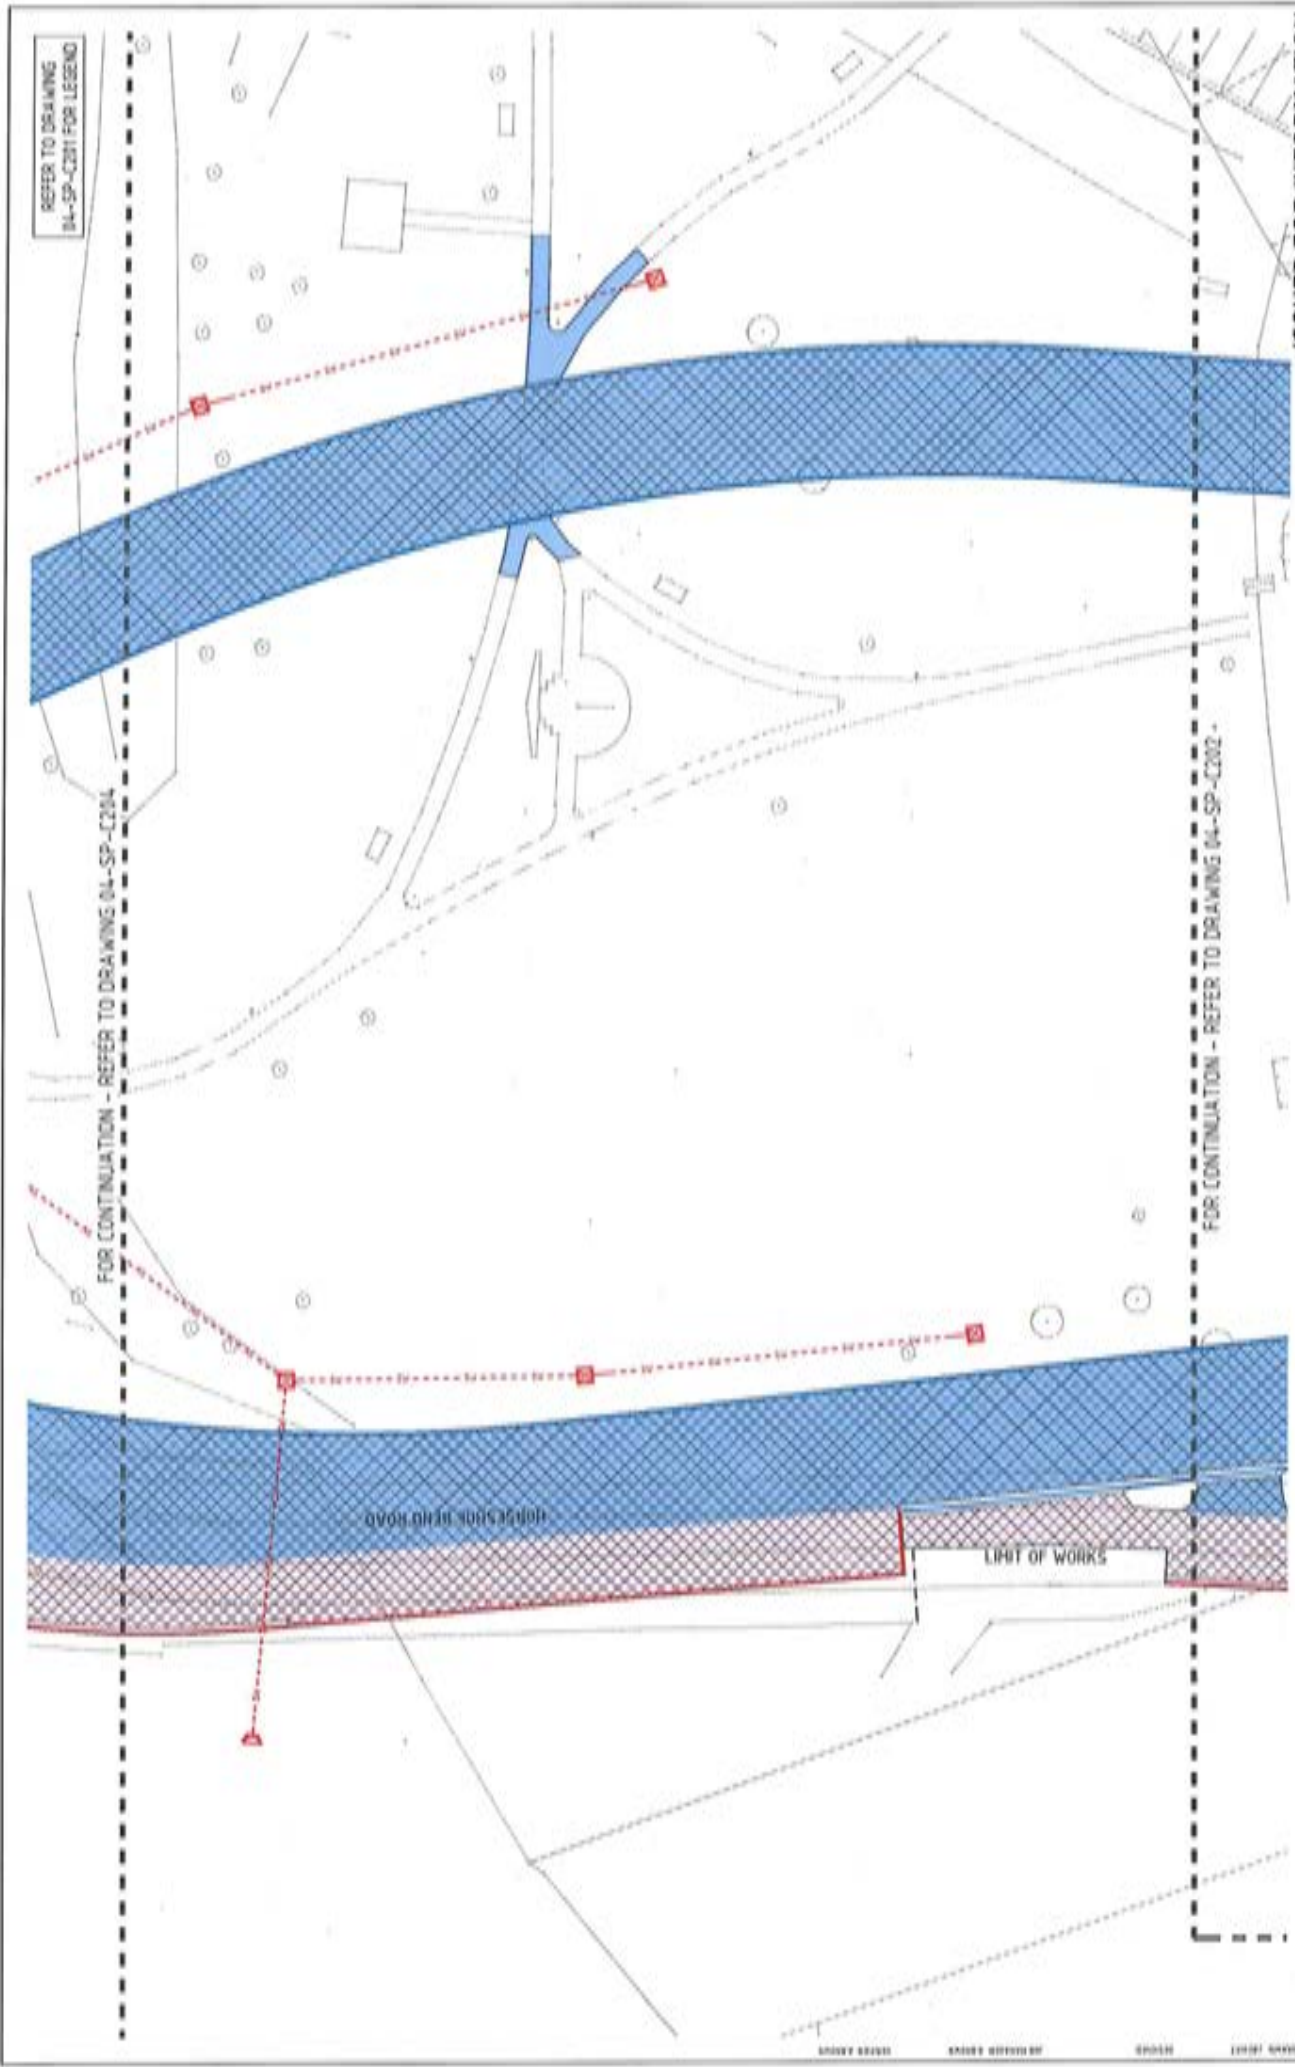 REFER TO DRAWING
04-SP-C201 FOR LEGEND
FOR CONTINUATION - REFER TO DRAWING 04-SP-C204
FOR CONTINUATION - REFER TO DRAWING 04-SP-C202
HORSESHOE BEND ROAD
LIMIT OF WORKS